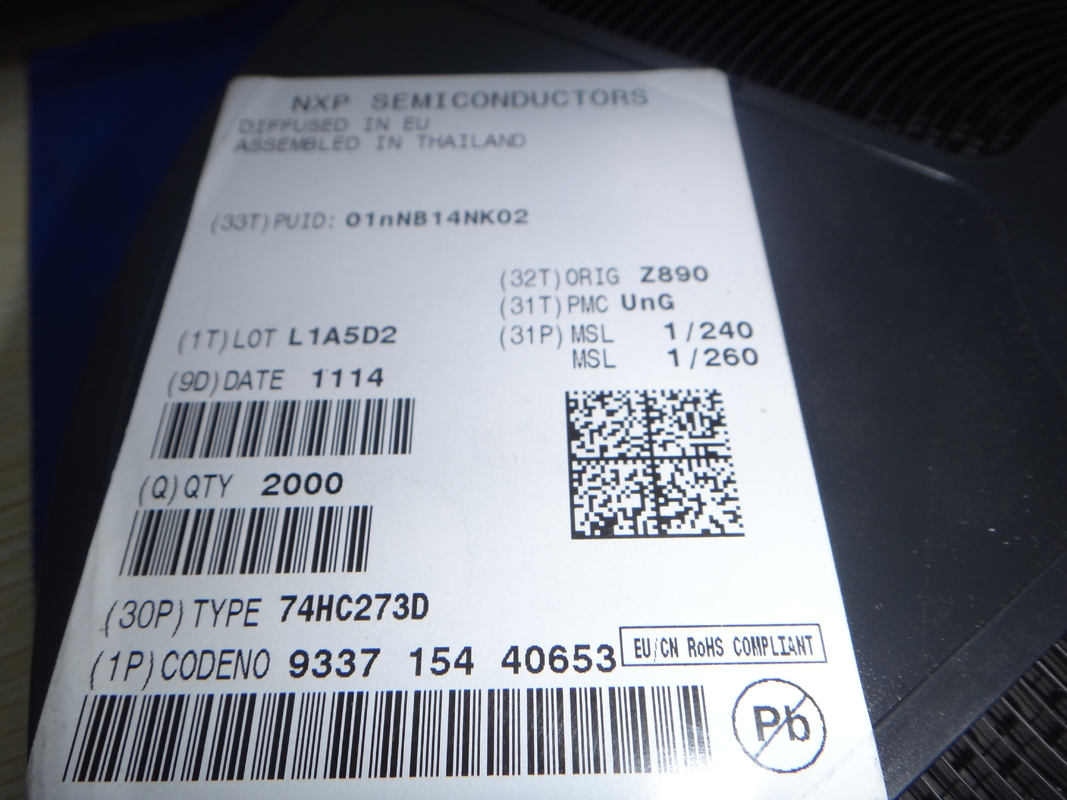 NXP SEMICONDUCTORS
DIFFUSED IN EU
ASSEMBLED IN THAILAND
(33T)PUID: 01nNB14NK02
(32T)ORIG Z890
(31T)PMC UnG
(1T)LOT L1A5D2
(31P)MSL 1/240
MSL 1/260
(9D)DATE 1114
(Q)QTY 2000
(30P)TYPE 74HC273D
EU/CN RoHS COMPLIANT
(1P)CODENO 9337 154 40653
Pb